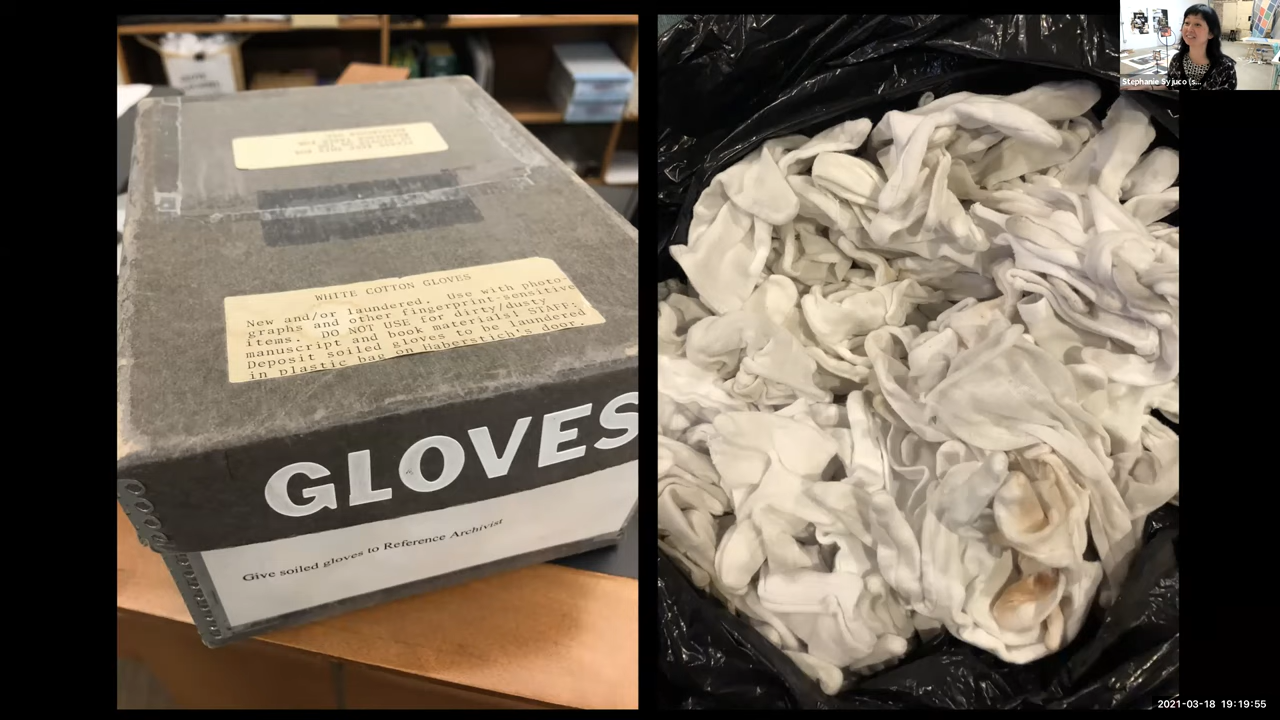 WHITE COTTON GLOVES
New and/or laundered. Use with photo-
graphs and other fingerprint-sensitive
items. DO NOT USE for dirty/dusty
manuscript and book materials! STAFF:
Deposit soiled gloves to be laundered
in plastic bag on Haberstich's door.
GLOVES
Give soiled gloves to Reference Archivist
Stephanie Syjuco (s...
2021-03-18 19:19:55